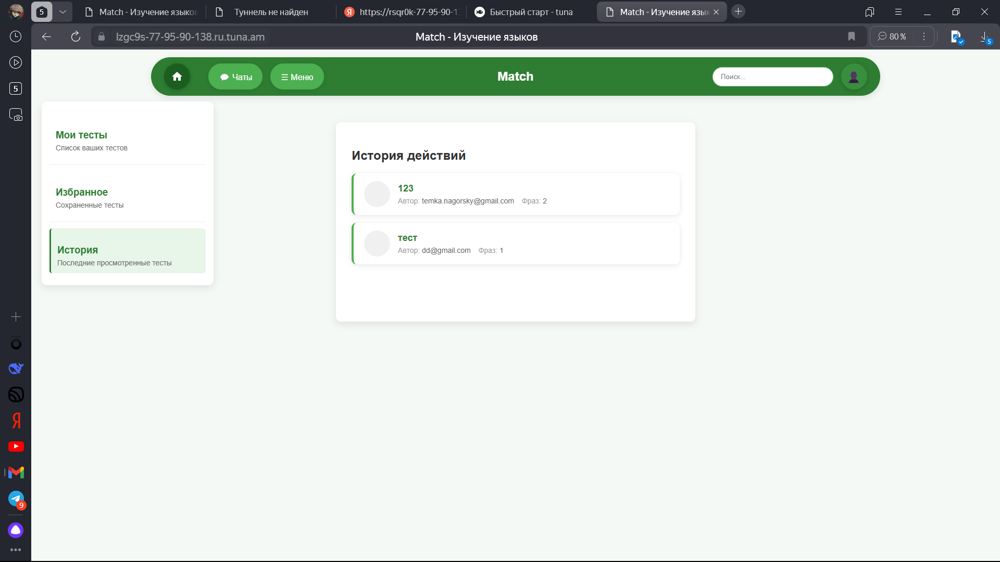 5
Match - Изучение языков
Туннель не найден
https://rsqr0k-77-95-90-1
Быстрый старт - tuna
Match - Изучение язык
lzgc9s-77-95-90-138.ru.tuna.am
Match - Изучение языков
80 %
5
5
Чаты
Меню
Match
Поиск...
Мои тесты
Список ваших тестов
Избранное
Сохраненные тесты
История
Последние просмотренные тесты
История действий
123
Автор: temka.nagorsky@gmail.com Фраз: 2
тест
Автор: dd@gmail.com Фраз: 1
Я
9